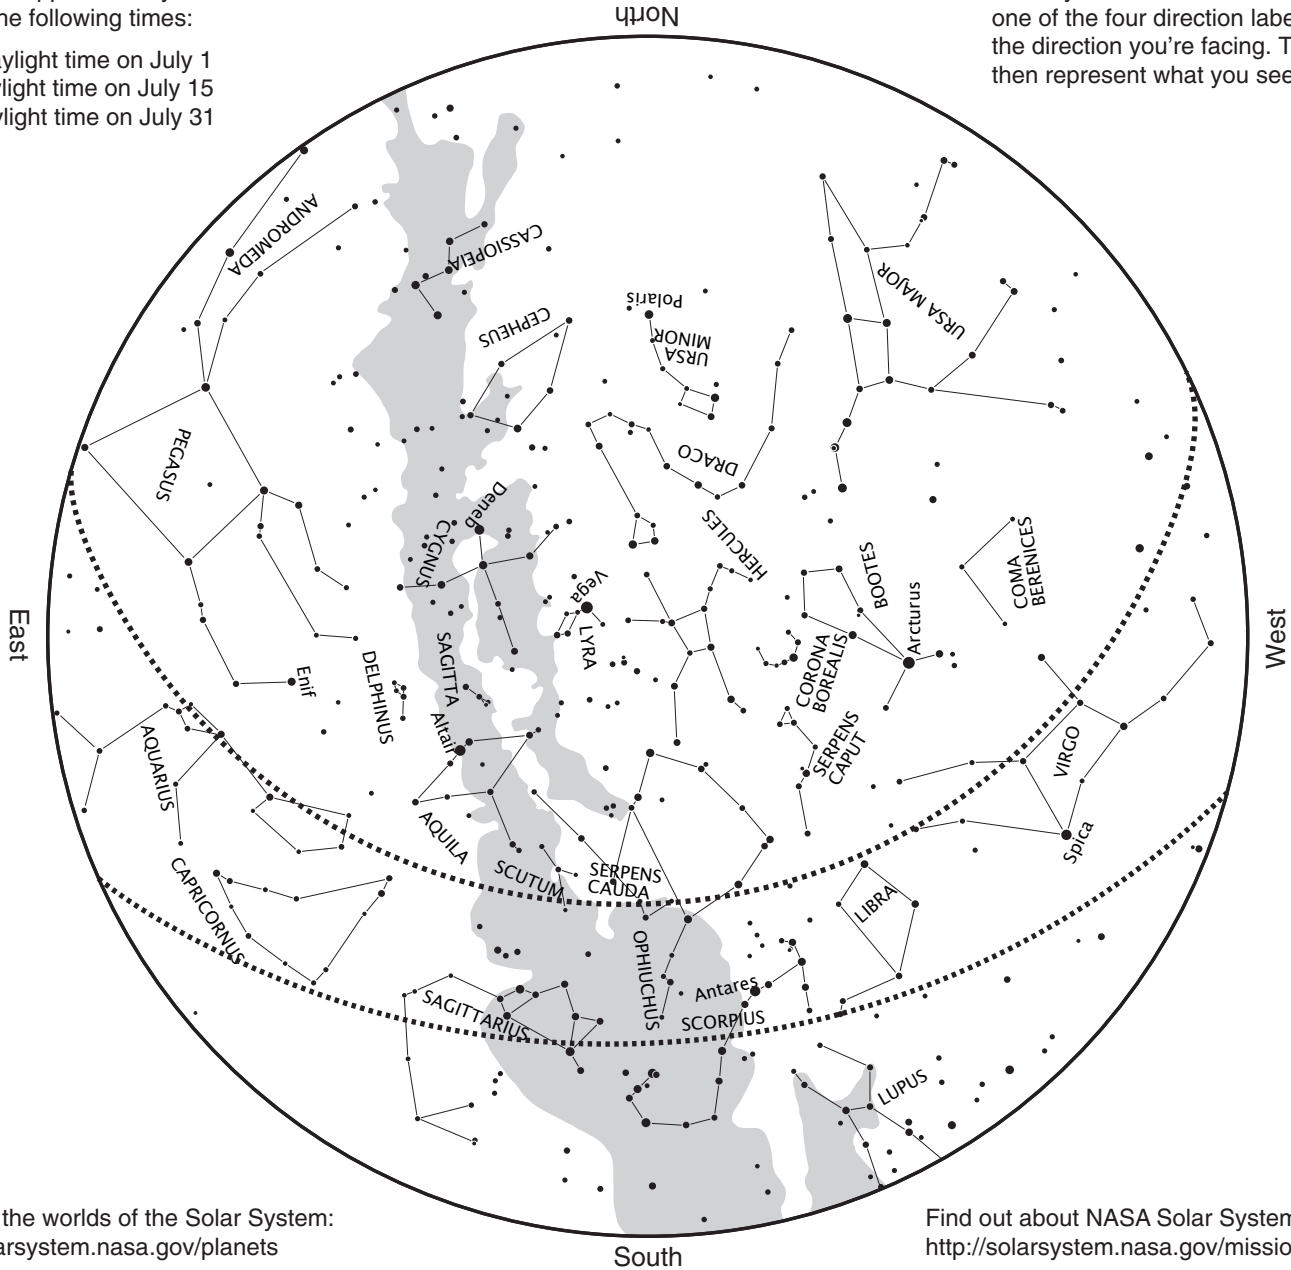 he following times:
ylight time on July 1
light time on July 15
light time on July 31
North
one of the four direction labe
the direction you're facing. T
then represent what you see
ANDROMEDA
CASSIOPEIA
CEPHEUS
Polaris
URSA
MINOR
URSA MAJOR
PEGASUS
DRACO
Deneb
CYGNUS
HERCULES
BOOTES
COMA
BERENICES
Vega
LYRA
Arcturus
East
West
Enif
DELPHINUS
SAGITTA
Altair
CORONA
BOREALIS
SERPENS
CAPUT
VIRGO
AQUARIUS
AQUILA
Spica
CAPRICORNUS
SCUTUM
SERPENS
CAUDA
LIBRA
OPHIUCHUS
Antares
SAGITTARIUS
SCORPIUS
LUPUS
the worlds of the Solar System:
arsystem.nasa.gov/planets
South
Find out about NASA Solar System
http://solarsystem.nasa.gov/missio